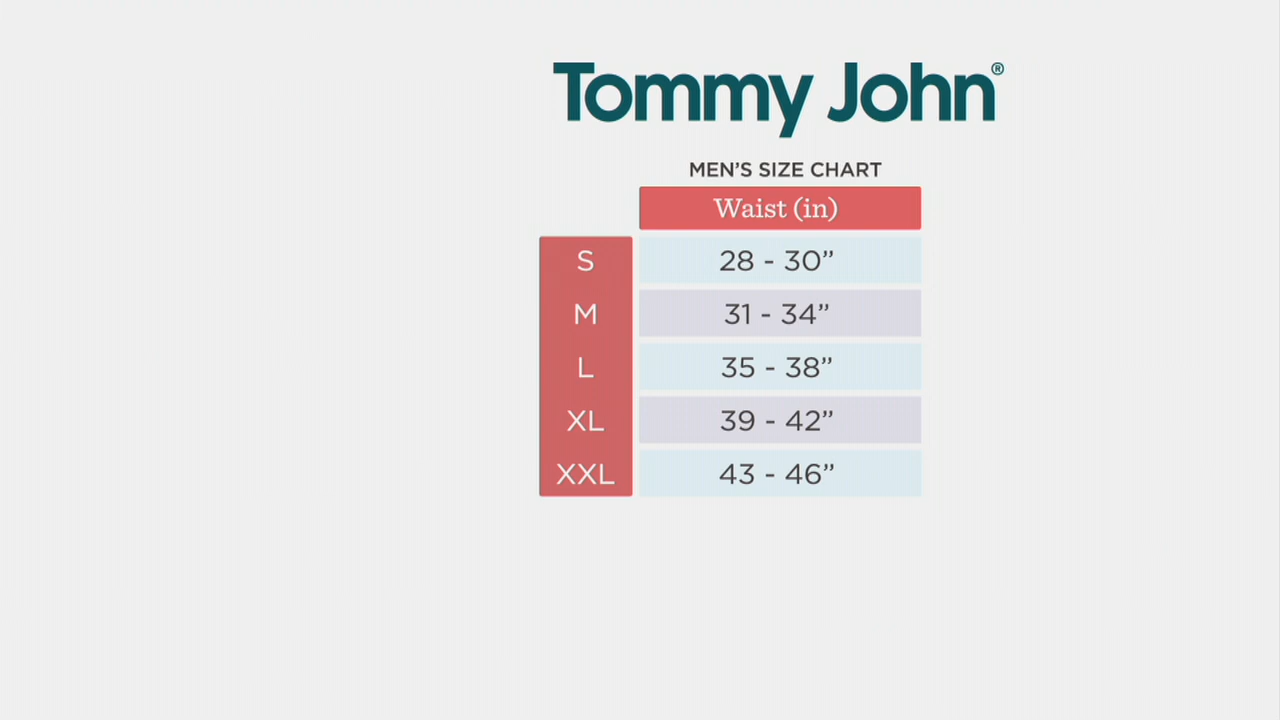 Tommy John®
MEN’S SIZE CHART
Waist (in)
S 28 - 30”
M 31 - 34”
L 35 - 38”
XL 39 - 42”
XXL 43 - 46”